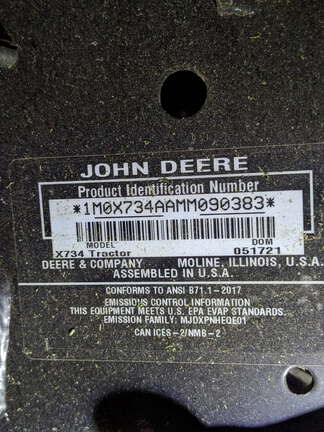 JOHN DEERE
Product Identification Number
*1M0X734AAMM090383*
MODEL DOM
X734 Tractor 051721
DEERE & COMPANY MOLINE, ILLINOIS, U.S.A.
ASSEMBLED IN U.S.A.
CONFORMS TO ANSI B71.1-2017
EMISSIONS CONTROL INFORMATION
THIS EQUIPMENT MEETS U.S. EPA EVAP STANDARDS.
EMISSION FAMILY: MJDXPNHEQE01
CAN ICES-2/NMB-2